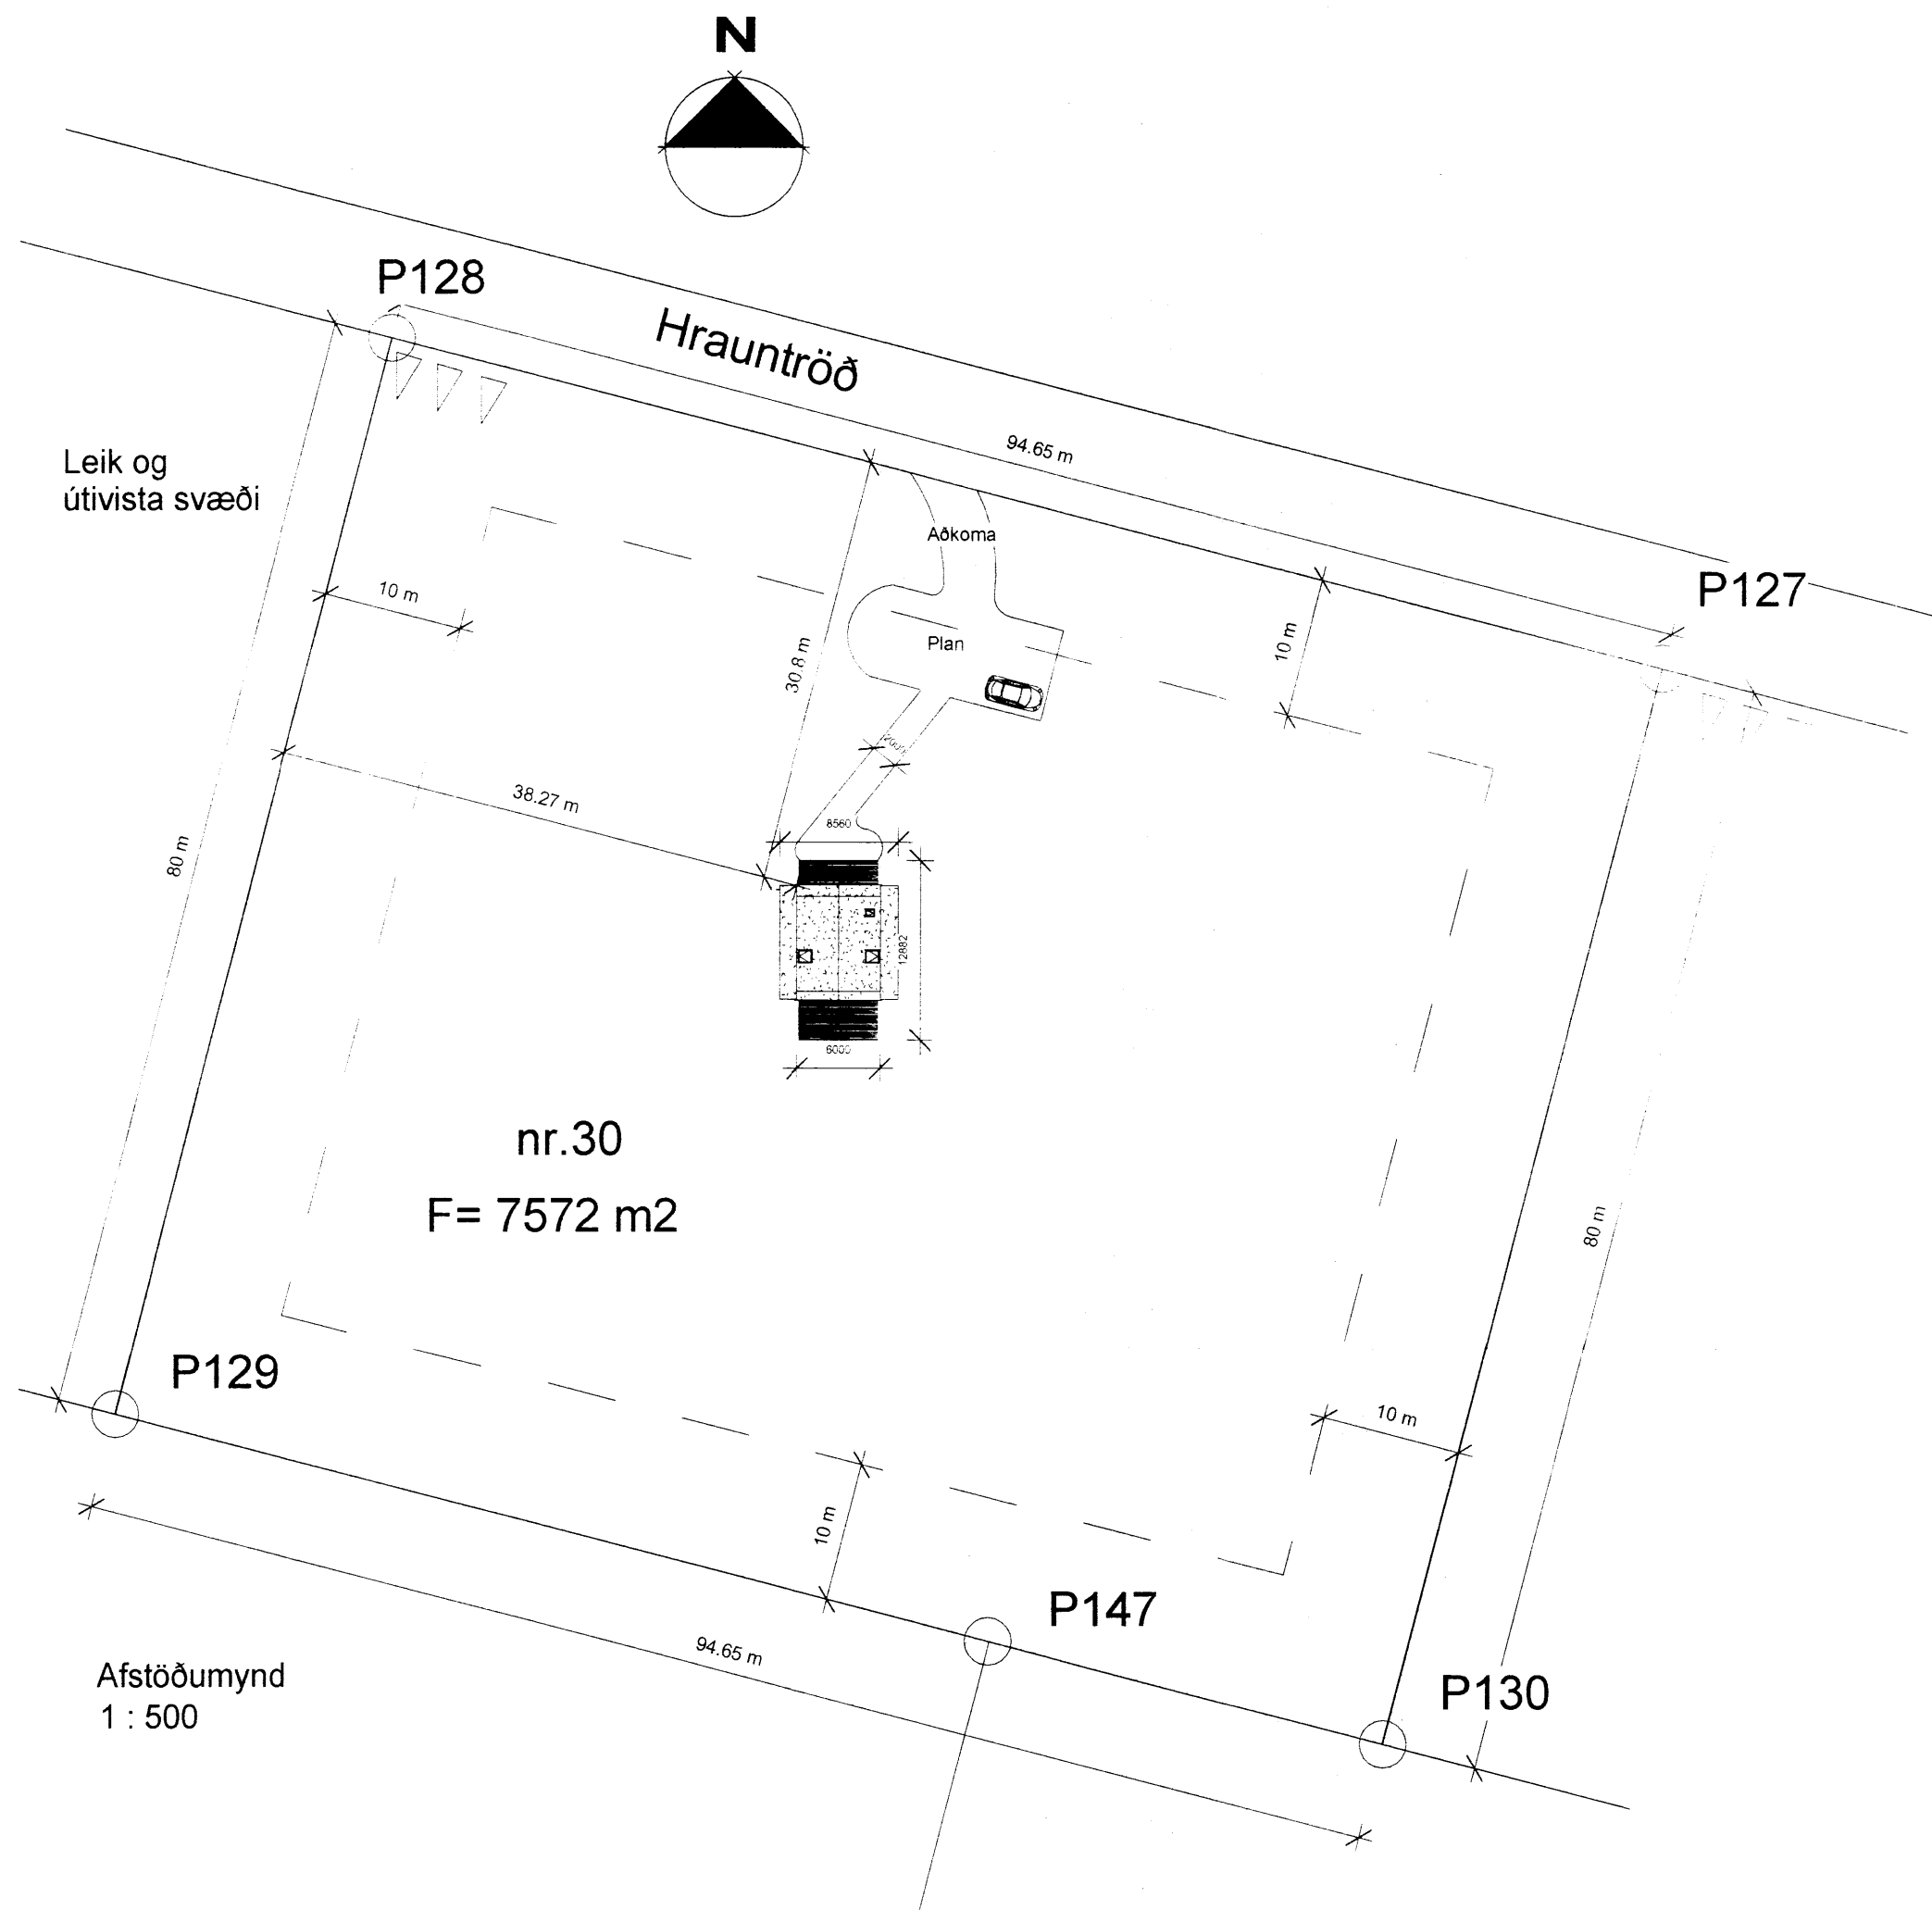 N
P128
Hrauntröð
94.65 m
Leik og
útivista svæði
Aðkoma
P127
10 m
Plan
10 m
30.8 m
38.27 m
80 m
8560
12882
6000
nr.30
F= 7572 m2
80 m
P129
10 m
10 m
P147
94.65 m
Afstöðumynd
1 : 500
P130